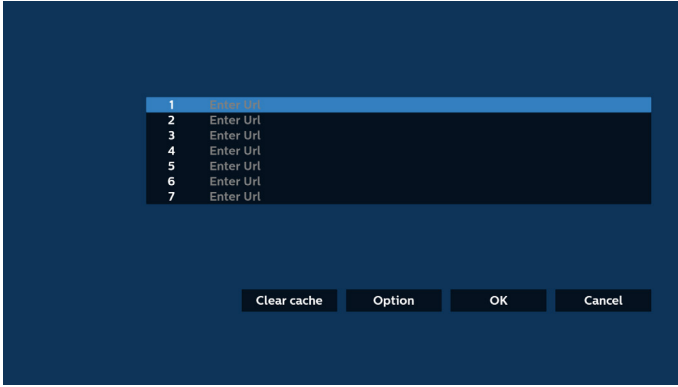 1 Enter Url
2 Enter Url
3 Enter Url
4 Enter Url
5 Enter Url
6 Enter Url
7 Enter Url
Clear cache Option OK Cancel